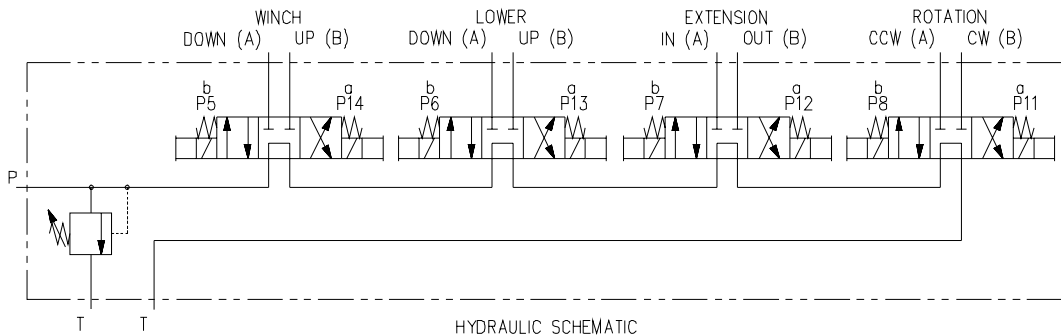 WINCH LOWER EXTENSION ROTATION
DOWN (A) UP (B) DOWN (A) UP (B) IN (A) OUT (B) CCW (A) CW (B)
b a b a b a b a
P5 P14 P6 P13 P7 P12 P8 P11
P
T T
HYDRAULIC SCHEMATIC